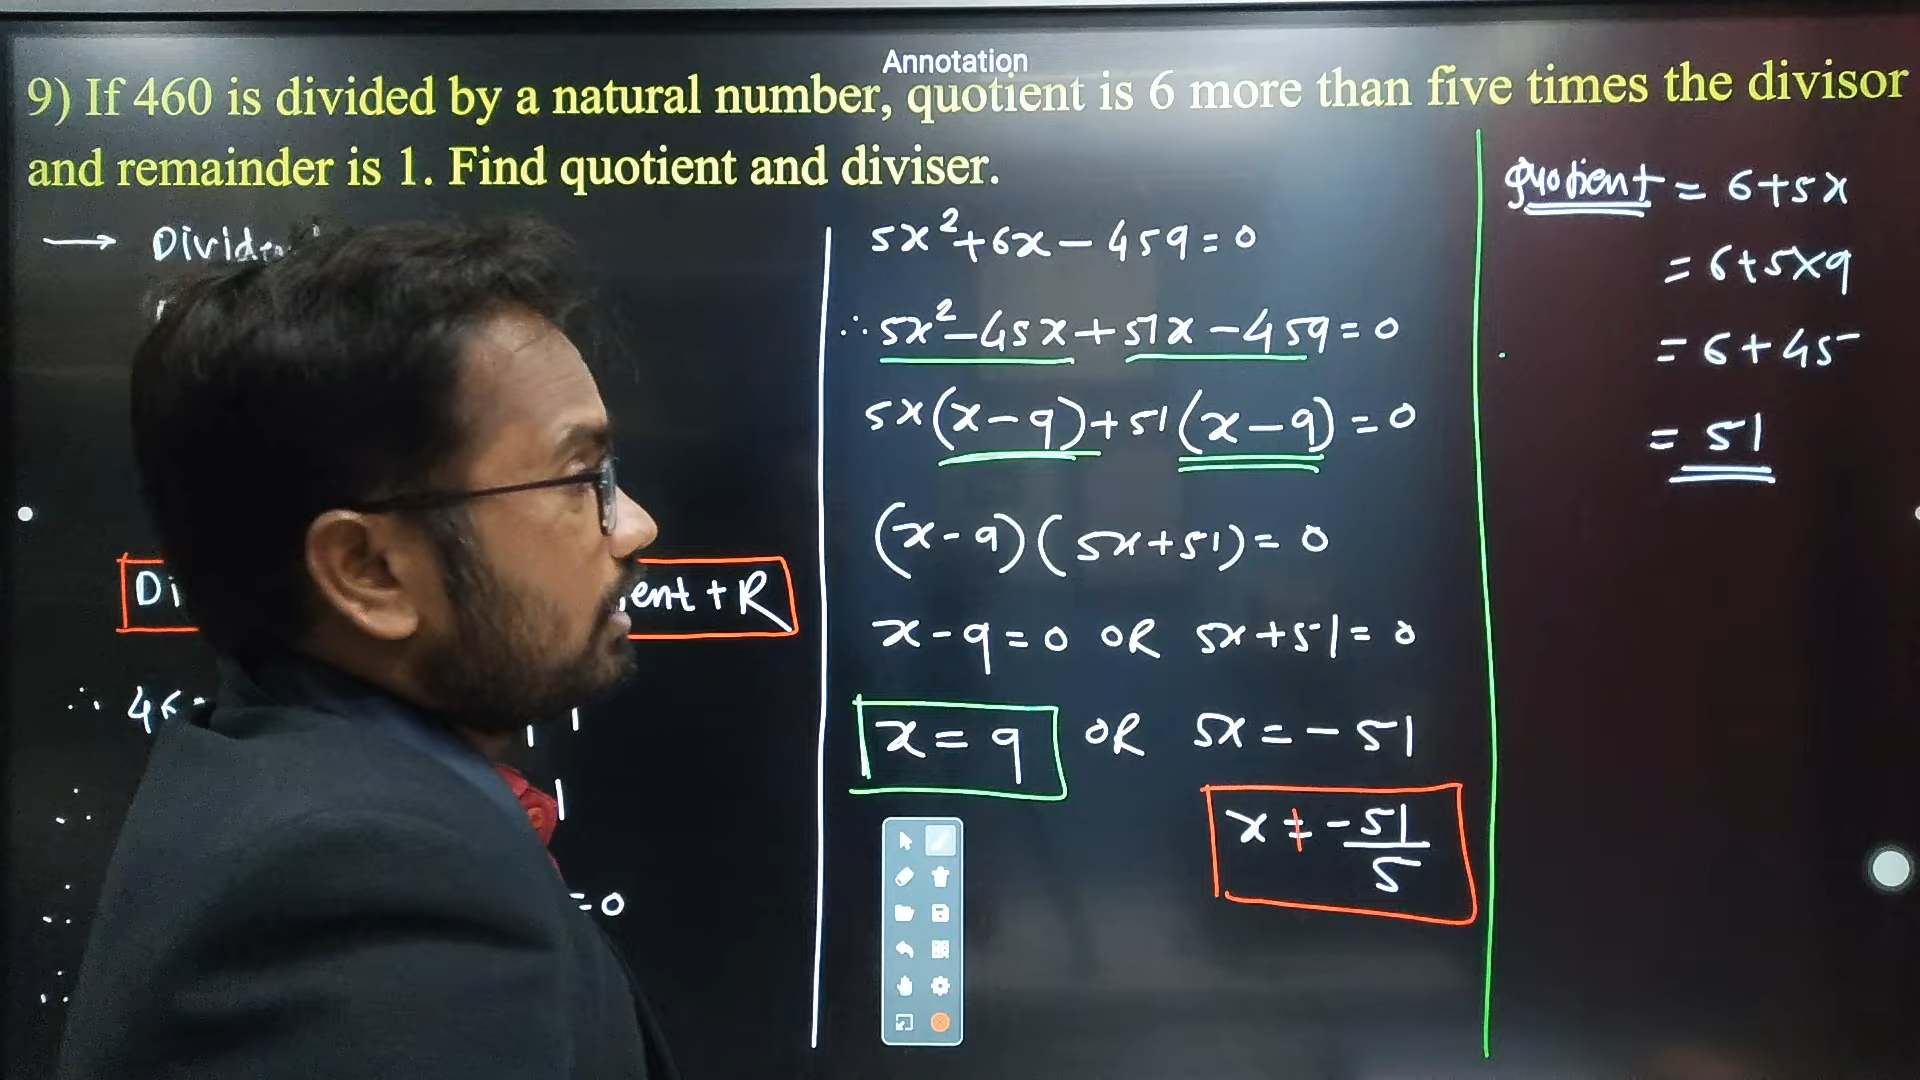 Annotation
9) If 460 is divided by a natural number, quotient is 6 more than five times the divisor
and remainder is 1. Find quotient and diviser.
→ Divide
Di ent + R
∴ 46
1
= 0
5x²+6x-459=0
∴ 5x²-45x+51x-459=0
5x(x-9)+51(x-9)=0
(x-9)(5x+51)=0
x-9=0 OR 5x+51=0
x=9 OR 5x=-51
x≠-51/5
quotient = 6+5x
= 6+5×9
= 6+45
= 51